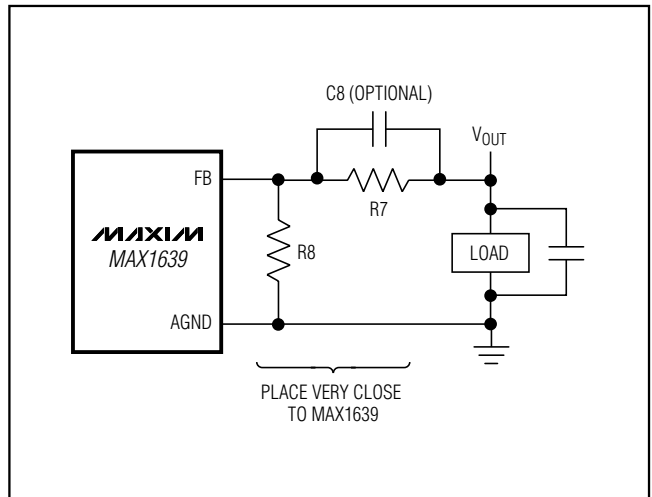 C8 (OPTIONAL)
VOUT
FB
R7
MAXIM
MAX1639
R8
LOAD
AGND
PLACE VERY CLOSE
TO MAX1639